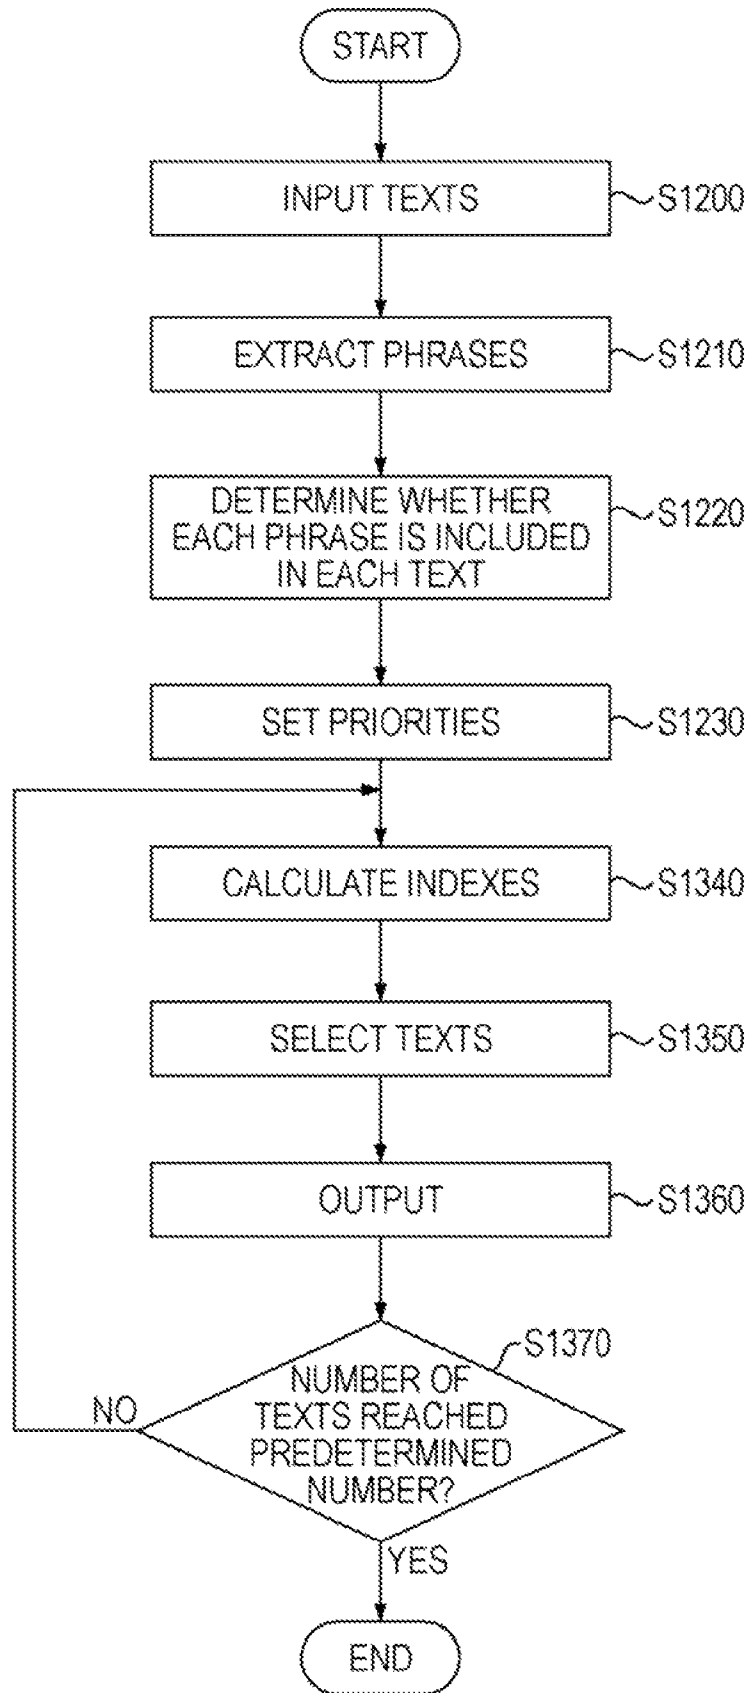 START
INPUT TEXTS
S1200
EXTRACT PHRASES
S1210
DETERMINE WHETHER
EACH PHRASE IS INCLUDED
IN EACH TEXT
S1220
SET PRIORITIES
S1230
CALCULATE INDEXES
S1340
SELECT TEXTS
S1350
OUTPUT
S1360
S1370
NUMBER OF
TEXTS REACHED
PREDETERMINED
NUMBER?
NO
YES
END